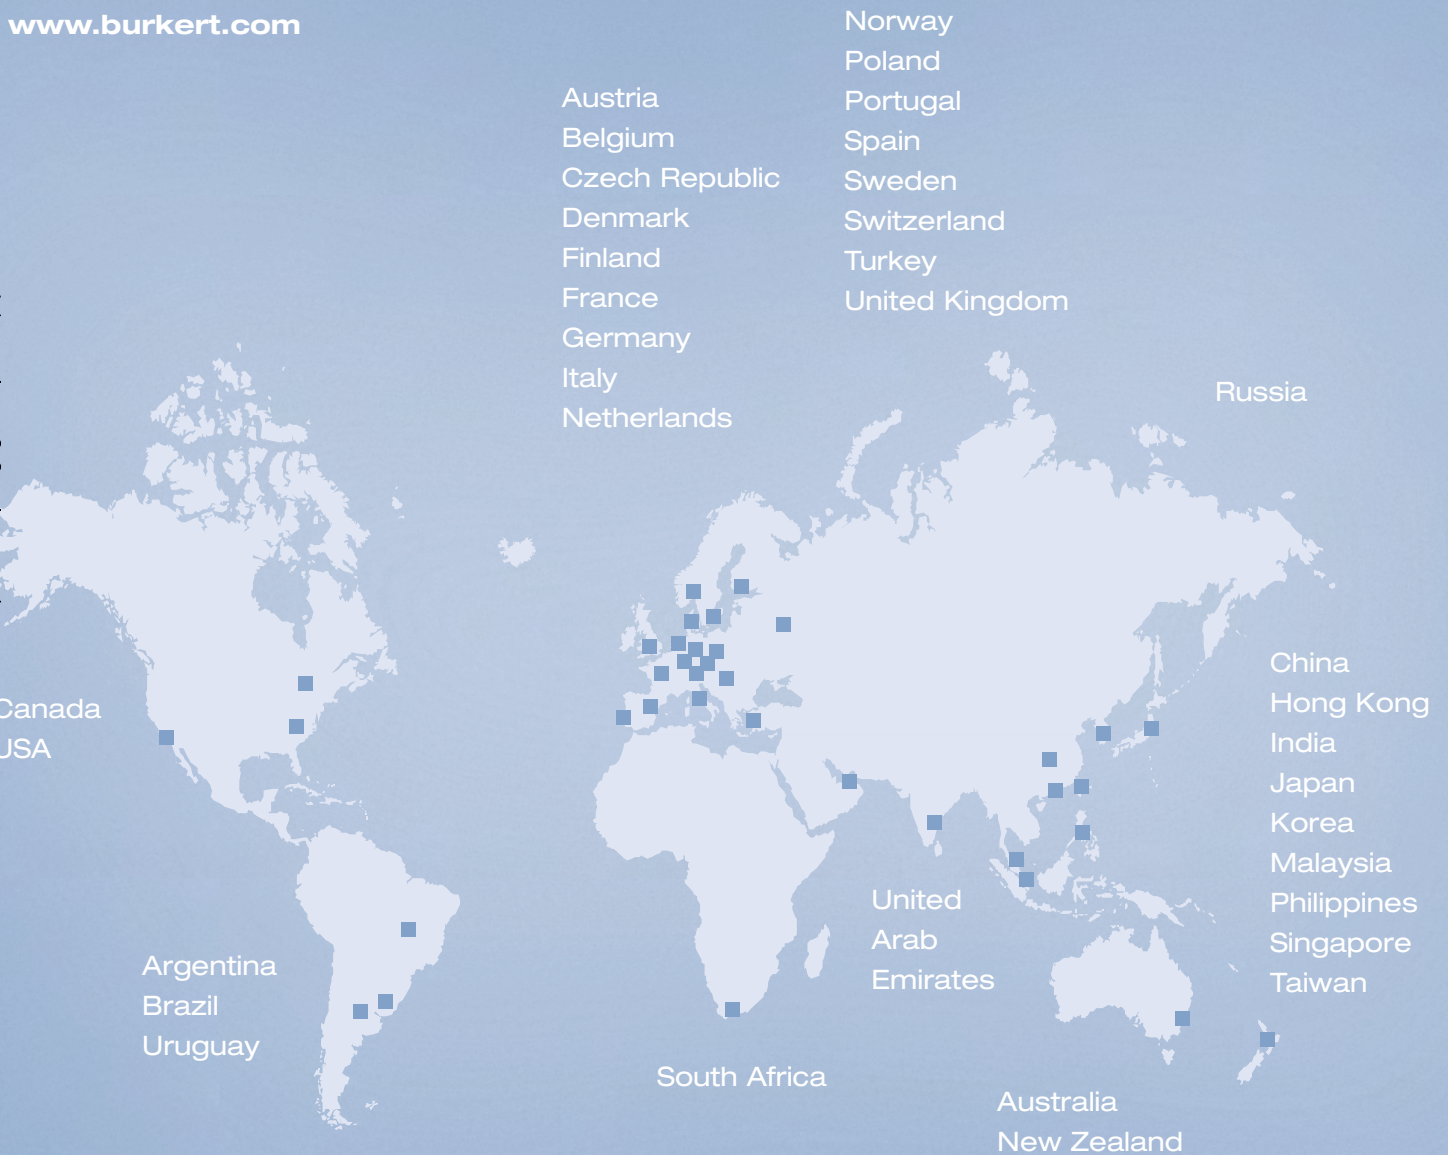 www.burkert.com
Austria
Belgium
Czech Republic
Denmark
Finland
France
Germany
Italy
Netherlands
Norway
Poland
Portugal
Spain
Sweden
Switzerland
Turkey
United Kingdom
Russia
Canada
USA
China
Hong Kong
India
Japan
Korea
Malaysia
Philippines
Singapore
Taiwan
United
Arab
Emirates
Argentina
Brazil
Uruguay
South Africa
Australia
New Zealand